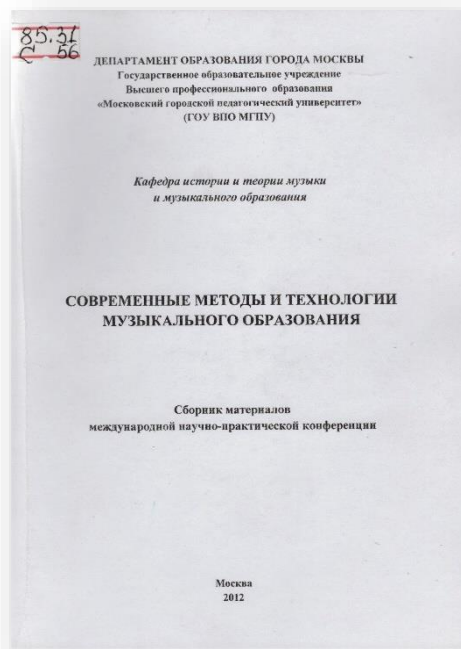 85.31
С 56
ДЕПАРТАМЕНТ ОБРАЗОВАНИЯ ГОРОДА МОСКВЫ
Государственное образовательное учреждение
Высшего профессионального образования
«Московский городской педагогический университет»
(ГОУ ВПО МГПУ)
Кафедра истории и теории музыки
и музыкального образования
СОВРЕМЕННЫЕ МЕТОДЫ И ТЕХНОЛОГИИ
МУЗЫКАЛЬНОГО ОБРАЗОВАНИЯ
Сборник материалов
международной научно-практической конференции
Москва
2012